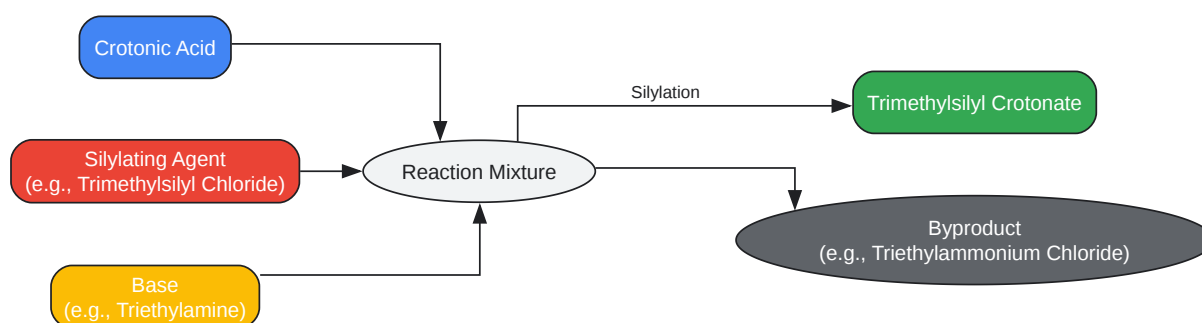 Crotonic Acid
Silylation
Trimethylsilyl Crotonate
Silylating Agent
(e.g., Trimethylsilyl Chloride)
Reaction Mixture
Byproduct
(e.g., Triethylammonium Chloride)
Base
(e.g., Triethylamine)